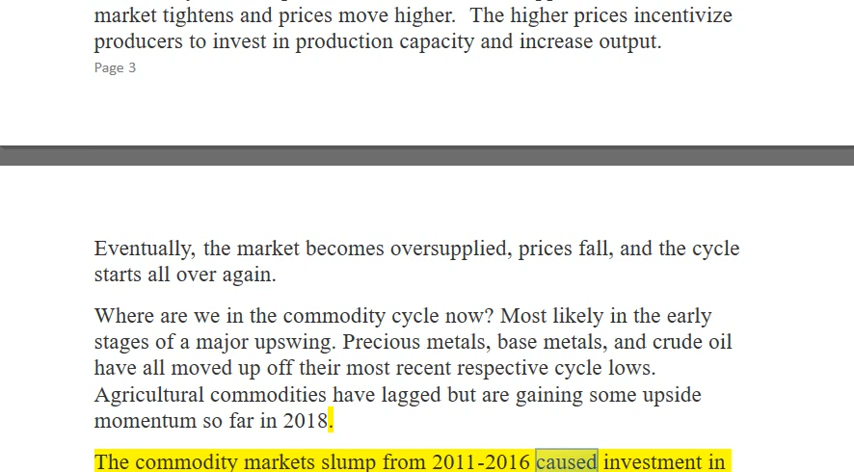 market tightens and prices move higher.  The higher prices incentivize
producers to invest in production capacity and increase output.
Page 3
Eventually, the market becomes oversupplied, prices fall, and the cycle
starts all over again.
Where are we in the commodity cycle now? Most likely in the early
stages of a major upswing. Precious metals, base metals, and crude oil
have all moved up off their most recent respective cycle lows.
Agricultural commodities have lagged but are gaining some upside
momentum so far in 2018.
The commodity markets slump from 2011-2016 caused investment in